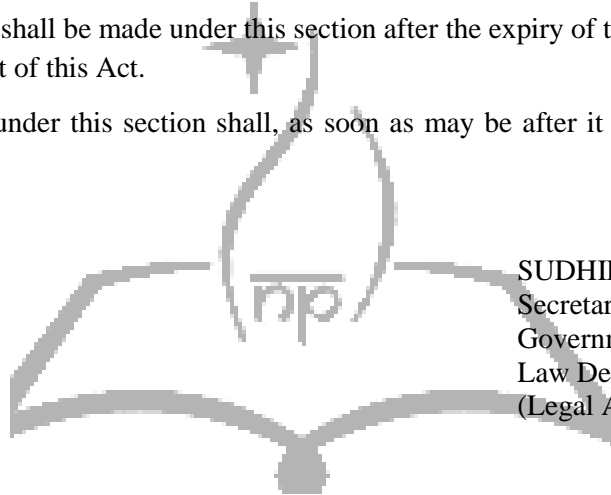 shall be made under this section after the expiry of t
t of this Act.
under this section shall, as soon as may be after it
np
Secretar
Governm
Law De
(Legal A